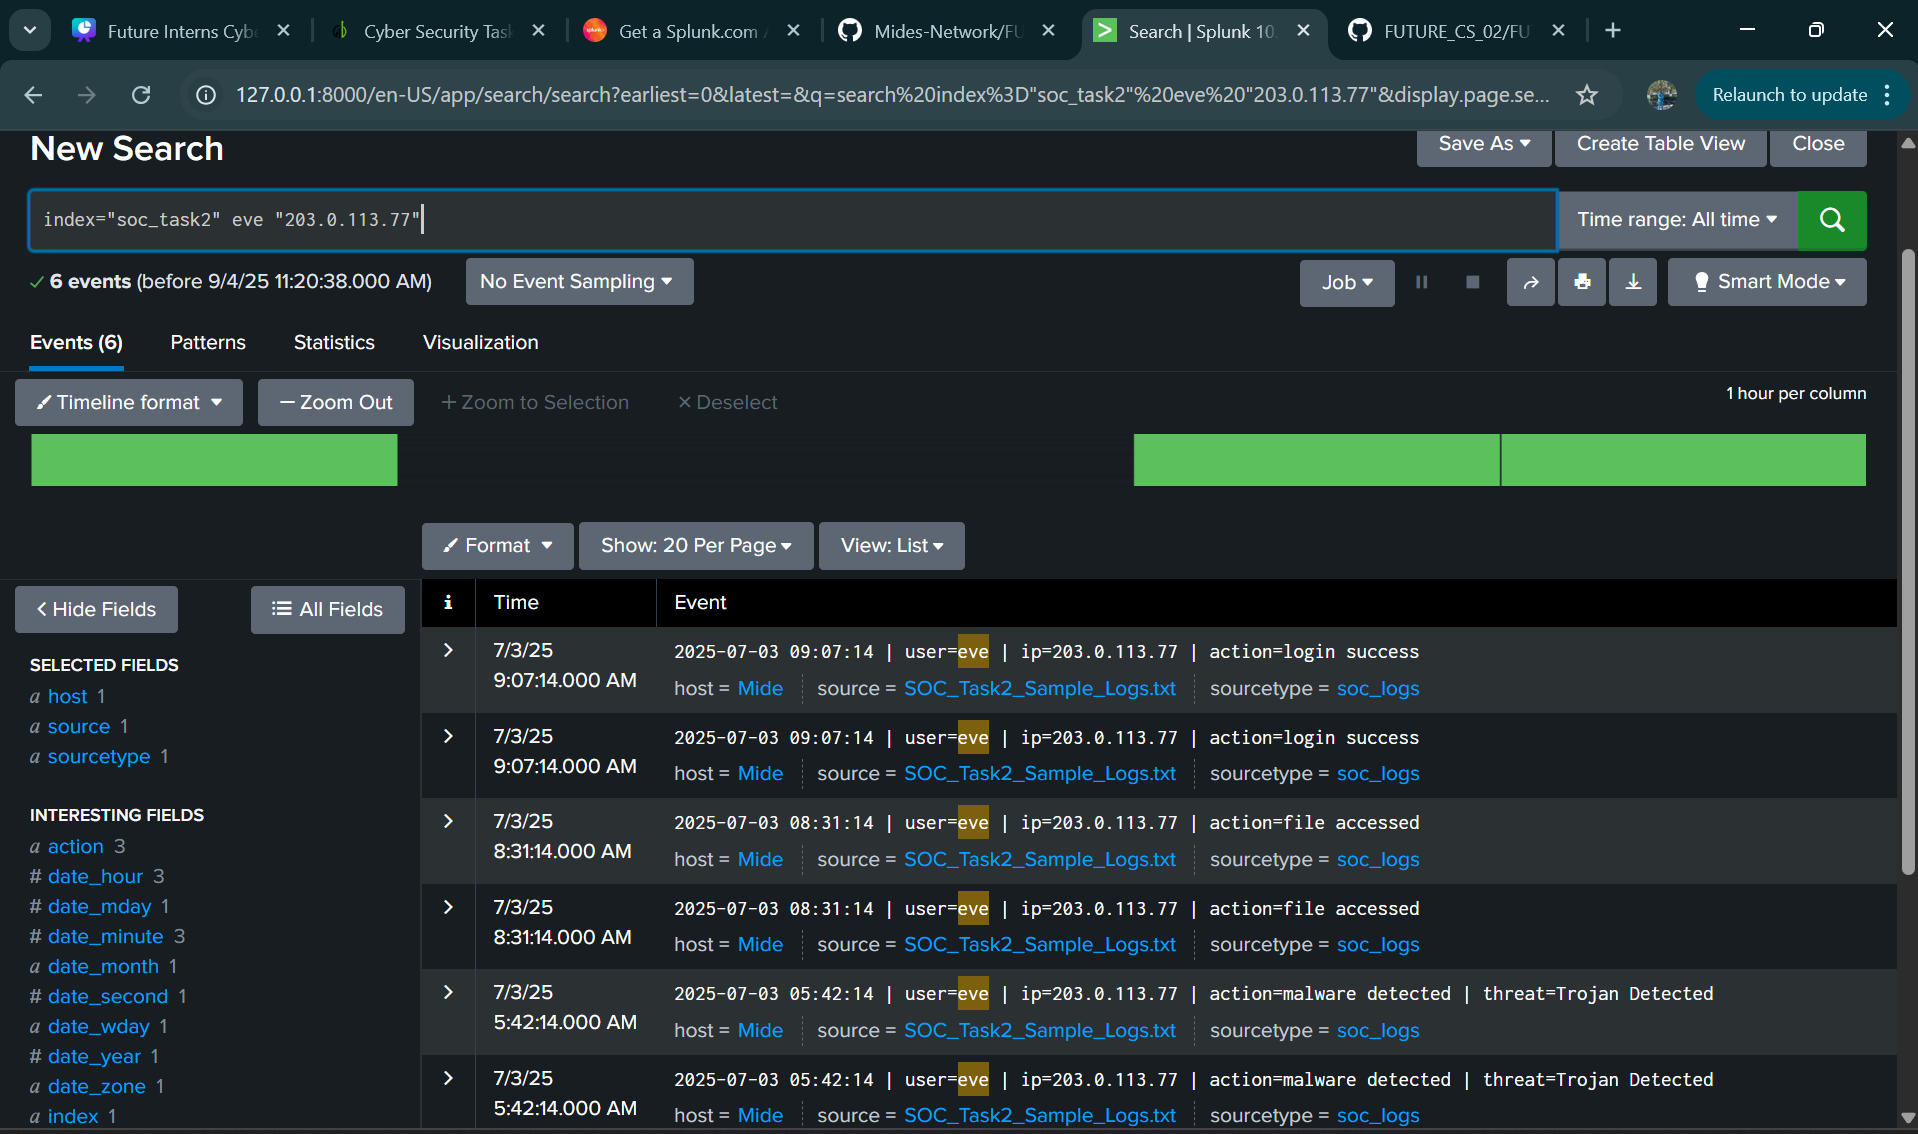 Future Interns Cybe
Cyber Security Task
Get a Splunk.com A
Mides-Network/FU
Search | Splunk 10.
FUTURE_CS_02/FU
127.0.0.1:8000/en-US/app/search/search?earliest=0&latest=&q=search%20index%3D"soc_task2"%20eve%20"203.0.113.77"&display.page.se...
Relaunch to update
New Search
Save As
Create Table View
Close
index="soc_task2" eve "203.0.113.77"
Time range: All time
6 events (before 9/4/25 11:20:38.000 AM)
No Event Sampling
Job
Smart Mode
Events (6)
Patterns
Statistics
Visualization
Timeline format
Zoom Out
+ Zoom to Selection
× Deselect
1 hour per column
Format
Show: 20 Per Page
View: List
Hide Fields
All Fields
i
Time
Event
SELECTED FIELDS
a host 1
a source 1
a sourcetype 1
INTERESTING FIELDS
a action 3
# date_hour 3
# date_mday 1
# date_minute 3
a date_month 1
# date_second 1
a date_wday 1
# date_year 1
a date_zone 1
a index 1
7/3/25
9:07:14.000 AM
2025-07-03 09:07:14 | user=eve | ip=203.0.113.77 | action=login success
host = Mide source = SOC_Task2_Sample_Logs.txt sourcetype = soc_logs
7/3/25
9:07:14.000 AM
2025-07-03 09:07:14 | user=eve | ip=203.0.113.77 | action=login success
host = Mide source = SOC_Task2_Sample_Logs.txt sourcetype = soc_logs
7/3/25
8:31:14.000 AM
2025-07-03 08:31:14 | user=eve | ip=203.0.113.77 | action=file accessed
host = Mide source = SOC_Task2_Sample_Logs.txt sourcetype = soc_logs
7/3/25
8:31:14.000 AM
2025-07-03 08:31:14 | user=eve | ip=203.0.113.77 | action=file accessed
host = Mide source = SOC_Task2_Sample_Logs.txt sourcetype = soc_logs
7/3/25
5:42:14.000 AM
2025-07-03 05:42:14 | user=eve | ip=203.0.113.77 | action=malware detected | threat=Trojan Detected
host = Mide source = SOC_Task2_Sample_Logs.txt sourcetype = soc_logs
7/3/25
5:42:14.000 AM
2025-07-03 05:42:14 | user=eve | ip=203.0.113.77 | action=malware detected | threat=Trojan Detected
host = Mide source = SOC_Task2_Sample_Logs.txt sourcetype = soc_logs